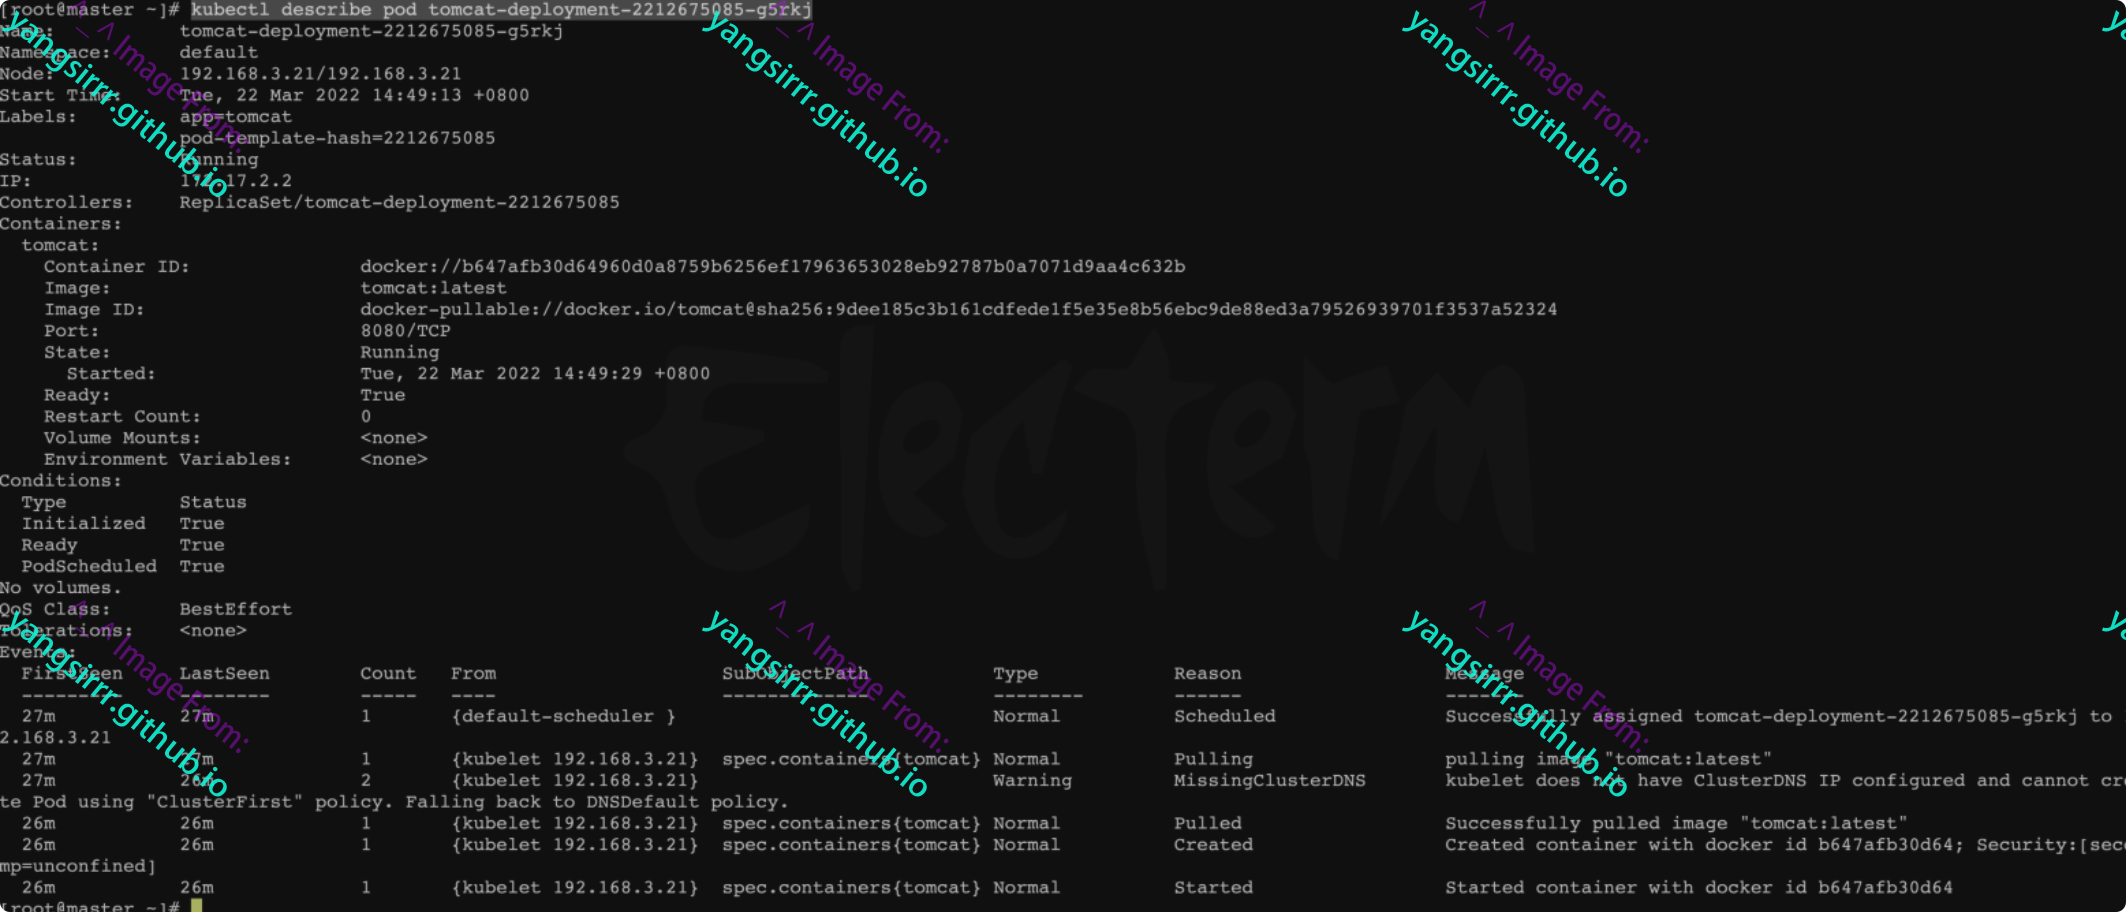 [root@master ~]# kubectl describe pod tomcat-deployment-2212675085-g5rkj
Name: tomcat-deployment-2212675085-g5rkj
Namespace: default
Node: 192.168.3.21/192.168.3.21
Start Time: Tue, 22 Mar 2022 14:49:13 +0800
Labels: app=tomcat
pod-template-hash=2212675085
Status: Running
IP: 172.17.2.2
Controllers: ReplicaSet/tomcat-deployment-2212675085
Containers:
tomcat:
Container ID: docker://b647afb30d64960d0a8759b6256ef17963653028eb92787b0a7071d9aa4c632b
Image: tomcat:latest
Image ID: docker-pullable://docker.io/tomcat@sha256:9dee185c3b161cdfede1f5e35e8b56ebc9de88ed3a79526939701f3537a52324
Port: 8080/TCP
State: Running
Started: Tue, 22 Mar 2022 14:49:29 +0800
Ready: True
Restart Count: 0
Volume Mounts: <none>
Environment Variables: <none>
Conditions:
Type Status
Initialized True
Ready True
PodScheduled True
No volumes.
QoS Class: BestEffort
Tolerations: <none>
Events:
FirstSeen LastSeen Count From SubObjectPath Type Reason Message
--------- -------- ----- ---- ------------- -------- ------ -------
27m 27m 1 {default-scheduler } Normal Scheduled Successfully assigned tomcat-deployment-2212675085-g5rkj to
2.168.3.21
27m 27m 1 {kubelet 192.168.3.21} spec.containers{tomcat} Normal Pulling pulling image "tomcat:latest"
27m 26m 2 {kubelet 192.168.3.21} Warning MissingClusterDNS kubelet does not have ClusterDNS IP configured and cannot cre
te Pod using "ClusterFirst" policy. Falling back to DNSDefault policy.
26m 26m 1 {kubelet 192.168.3.21} spec.containers{tomcat} Normal Pulled Successfully pulled image "tomcat:latest"
26m 26m 1 {kubelet 192.168.3.21} spec.containers{tomcat} Normal Created Created container with docker id b647afb30d64; Security:[sec
mp=unconfined]
26m 26m 1 {kubelet 192.168.3.21} spec.containers{tomcat} Normal Started Started container with docker id b647afb30d64
[root@master ~]#
Electerm
^_^ Image From:
yangsirrr.github.io
^_^ Image From:
yangsirrr.github.io
^_^ Image From:
yangsirrr.github.io
^_^ Image From:
yangsirrr.github.io
^_^ Image From:
yangsirrr.github.io
^_^ Image From:
yangsirrr.github.io